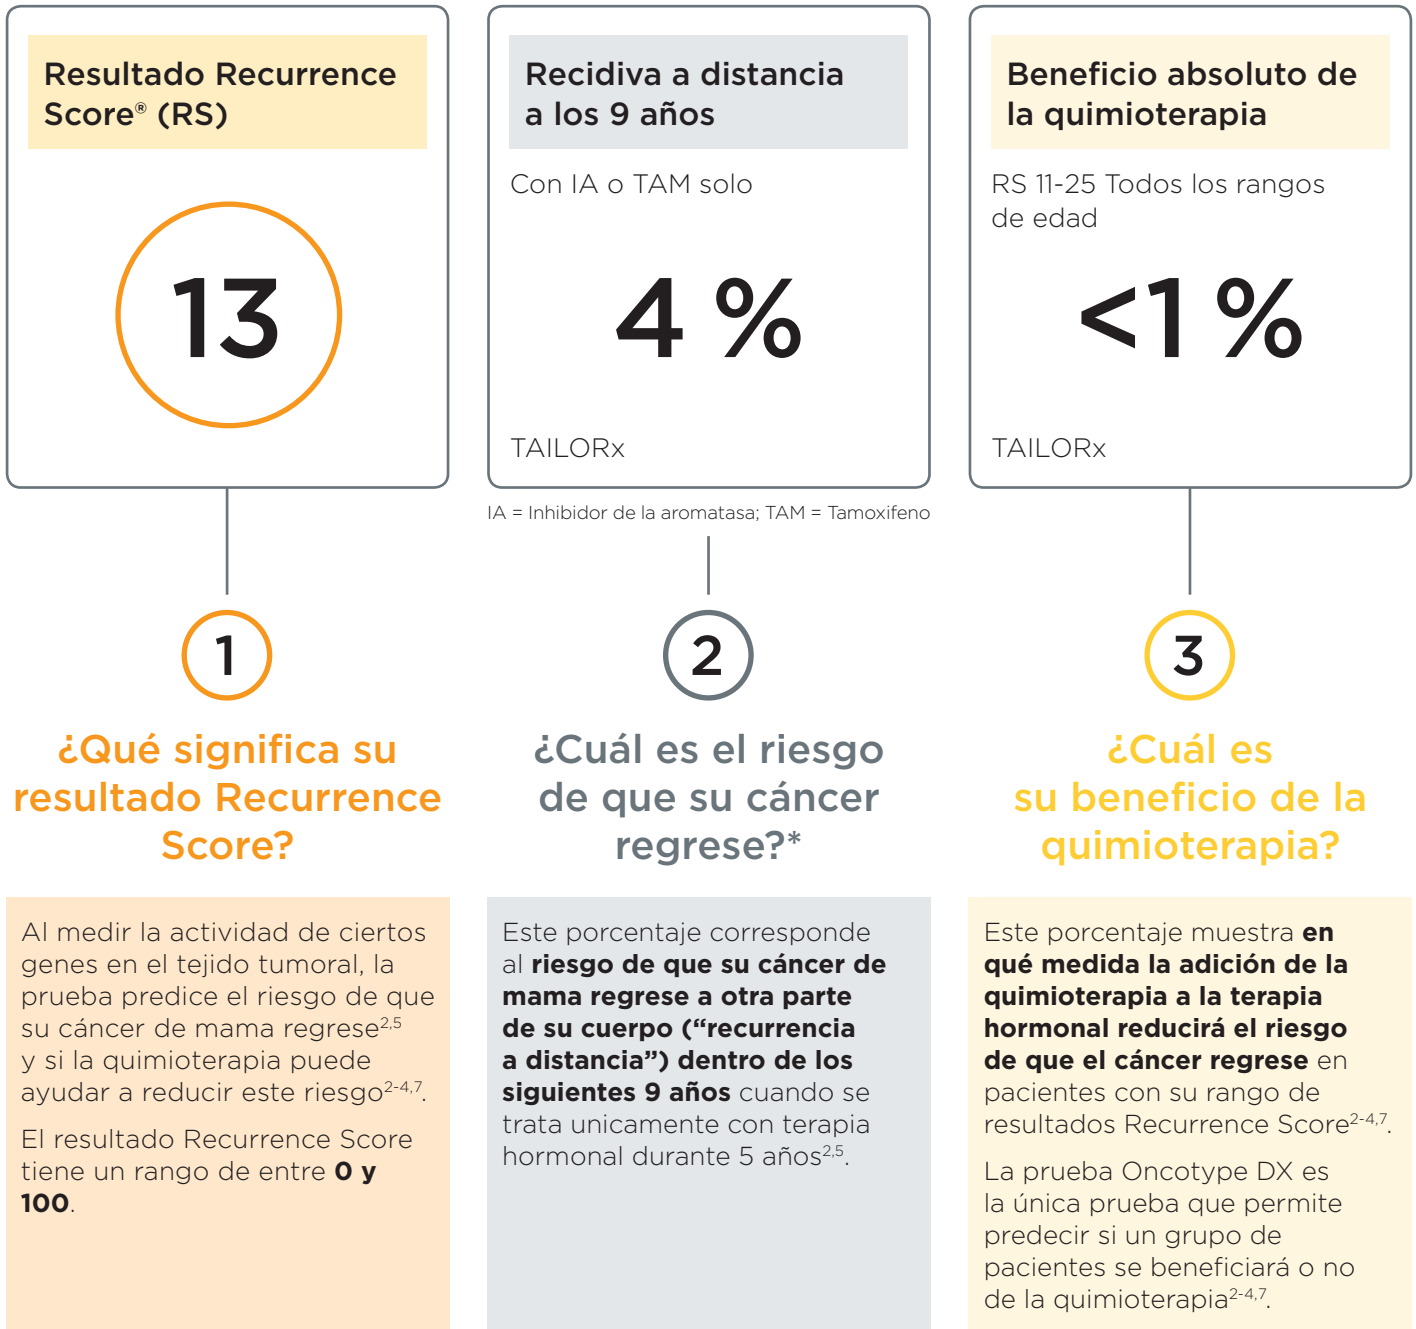 Resultado Recurrence
Score® (RS)
13
Recidiva a distancia
a los 9 años
Con IA o TAM solo
4 %
TAILORx
IA = Inhibidor de la aromatasa; TAM = Tamoxifeno
Beneficio absoluto de
la quimioterapia
RS 11-25 Todos los rangos
de edad
<1 %
TAILORx
1
¿Qué significa su
resultado Recurrence
Score?
Al medir la actividad de ciertos
genes en el tejido tumoral, la
prueba predice el riesgo de que
su cáncer de mama regrese2,5
y si la quimioterapia puede
ayudar a reducir este riesgo2-4,7.
El resultado Recurrence Score
tiene un rango de entre 0 y
100.
2
¿Cuál es el riesgo
de que su cáncer
regrese?*
Este porcentaje corresponde
al riesgo de que su cáncer de
mama regrese a otra parte
de su cuerpo (“recurrencia
a distancia”) dentro de los
siguientes 9 años cuando se
trata unicamente con terapia
hormonal durante 5 años2,5.
3
¿Cuál es
su beneficio de la
quimioterapia?
Este porcentaje muestra en
qué medida la adición de la
quimioterapia a la terapia
hormonal reducirá el riesgo
de que el cáncer regrese en
pacientes con su rango de
resultados Recurrence Score2-4,7.
La prueba Oncotype DX es
la única prueba que permite
predecir si un grupo de
pacientes se beneficiará o no
de la quimioterapia2-4,7.